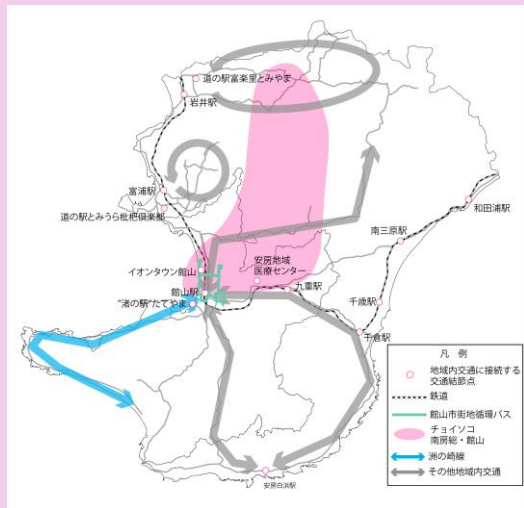 道の駅富楽里とみやま
岩井駅
富浦駅
道の駅とみうら枇杷倶楽部
和田浦駅
南三原駅
安房地域
医療センター
イオンタウン館山
九重駅
館山駅
"渚の駅"たてやま
千歳駅
千倉駅
安房白浜駅
凡 例
地域内交通に接続する
交通結節点
鉄道
館山市街地循環バス
チョイソコ
南房総・館山
洲の崎線
その他地域内交通